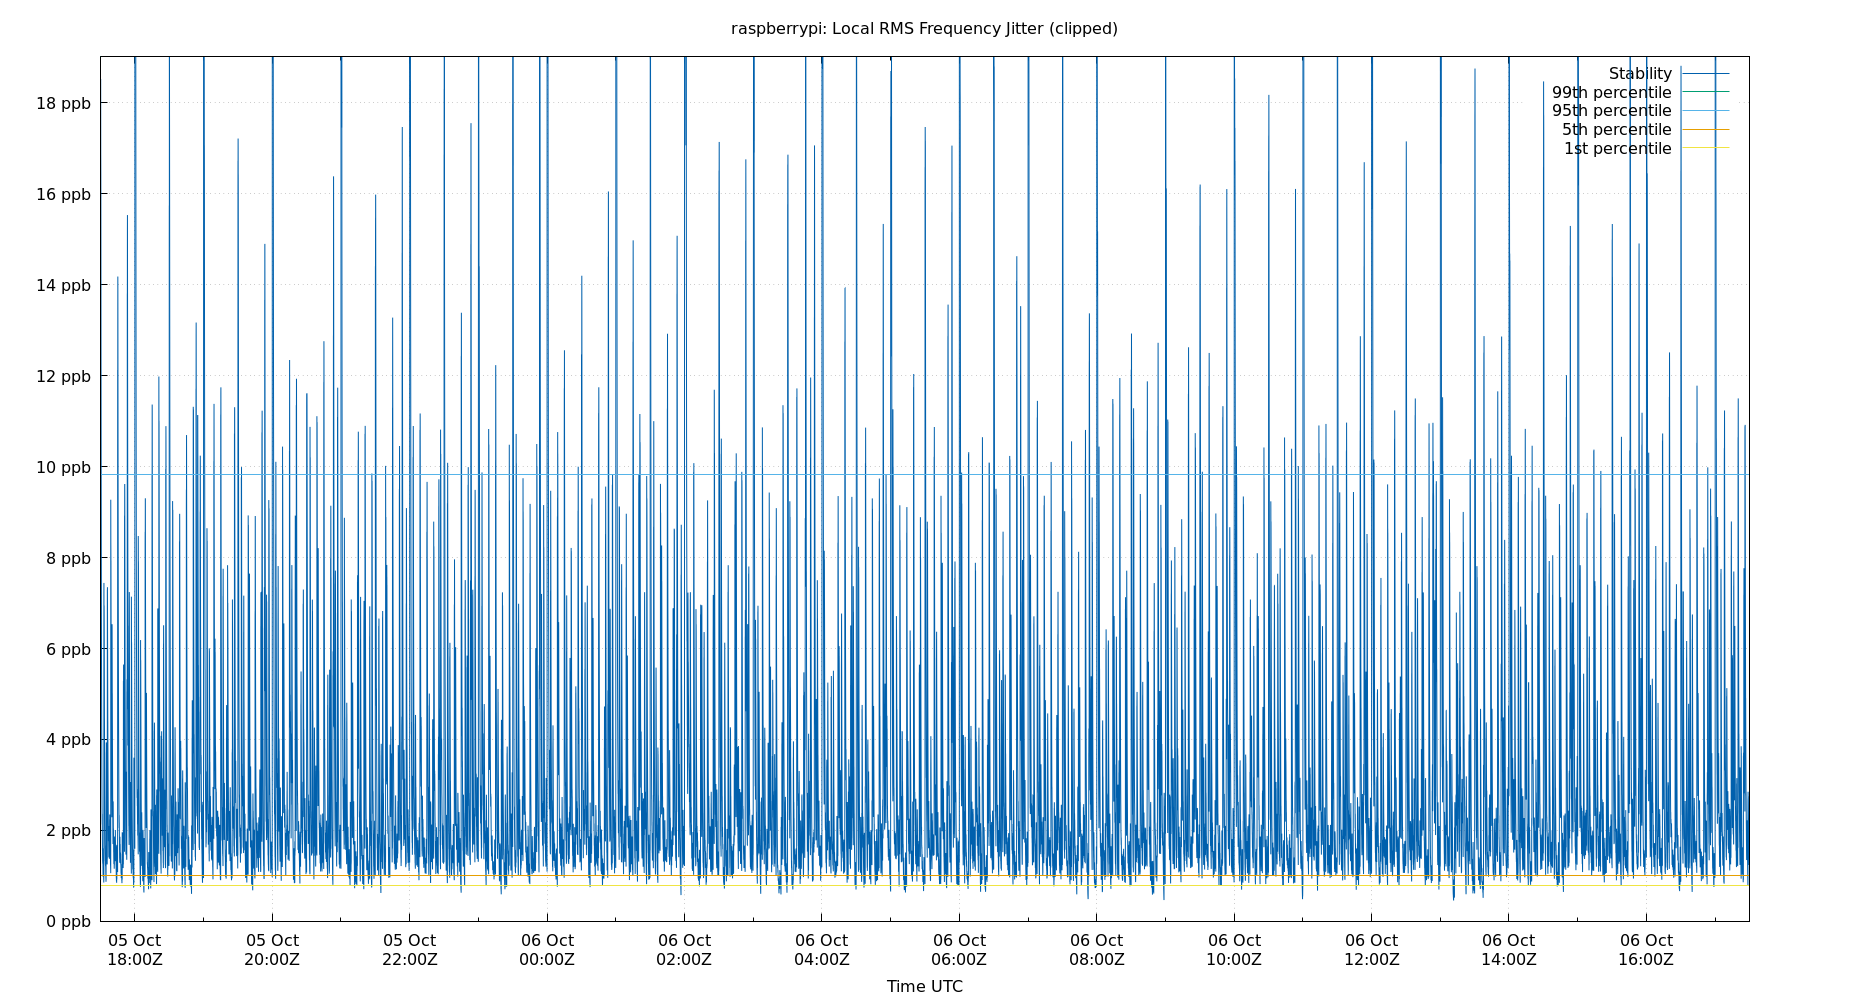 raspberrypi: Local RMS Frequency Jitter (clipped)
Stability
99th percentile
95th percentile
5th percentile
1st percentile
18 ppb
16 ppb
14 ppb
12 ppb
10 ppb
8 ppb
6 ppb
4 ppb
2 ppb
0 ppb
05 Oct 05 Oct 05 Oct 06 Oct 06 Oct 06 Oct 06 Oct 06 Oct 06 Oct 06 Oct 06 Oct 06 Oct
18:00Z 20:00Z 22:00Z 00:00Z 02:00Z 04:00Z 06:00Z 08:00Z 10:00Z 12:00Z 14:00Z 16:00Z
Time UTC